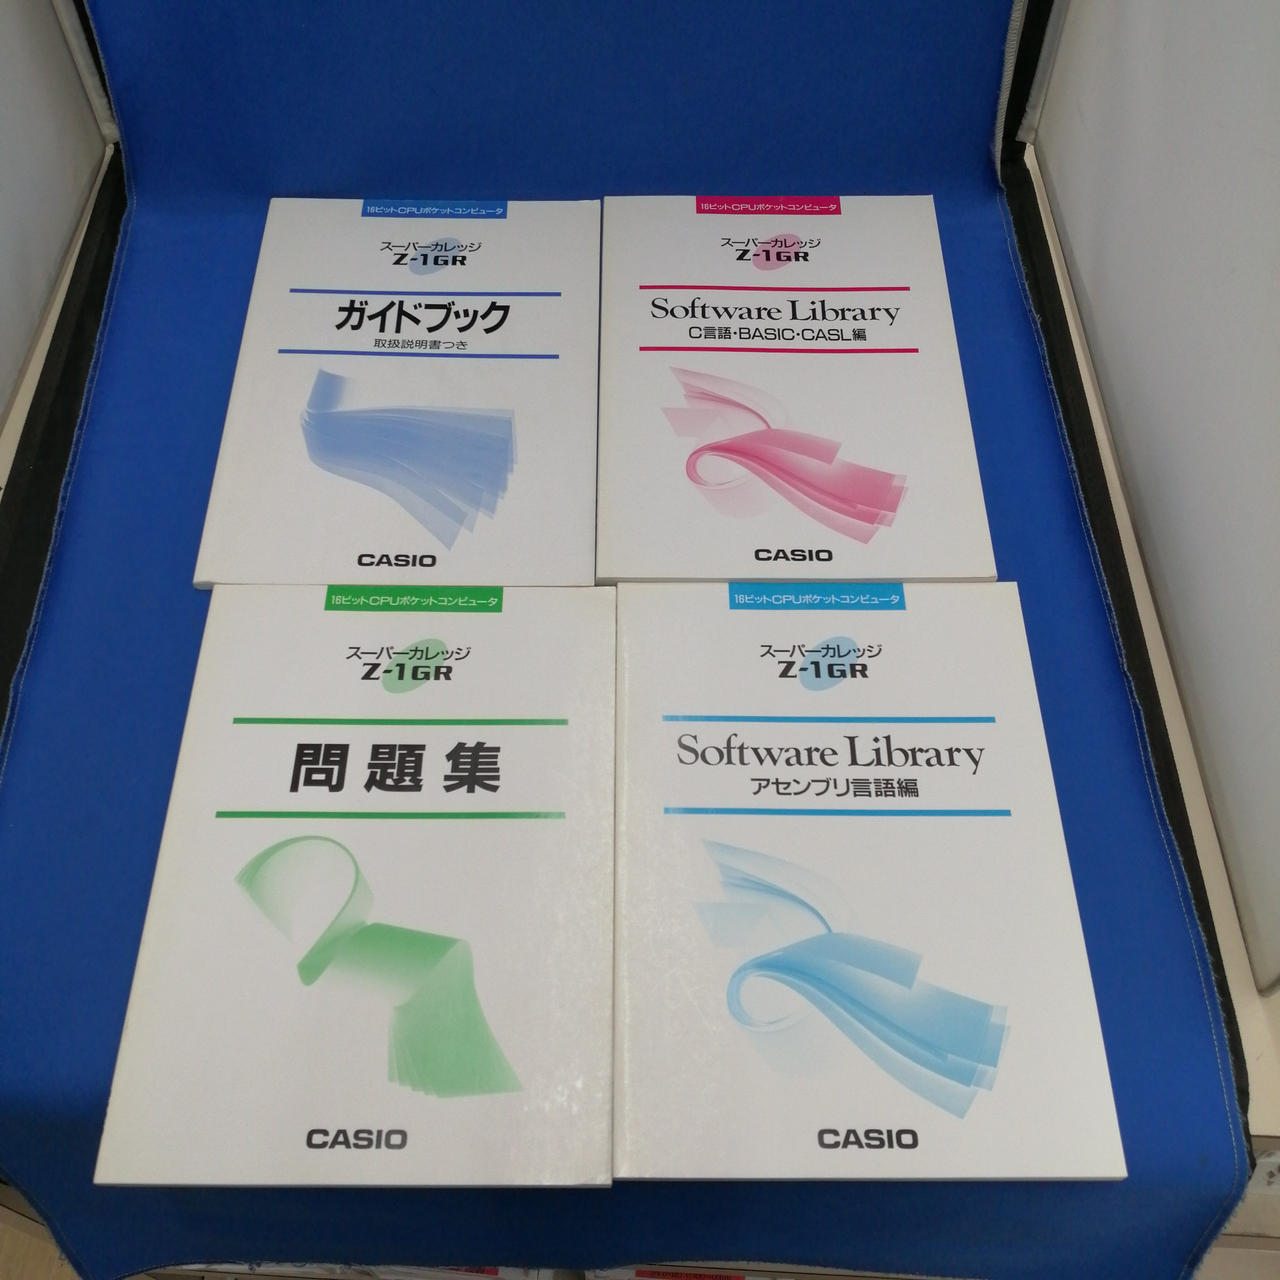 16ビットCPUポケットコンピュータ
スーパーカレッジ
Z-1GR
ガイドブック
取扱説明書つき
CASIO
16ビットCPUポケットコンピュータ
スーパーカレッジ
Z-1GR
Software Library
C言語・BASIC・CASL編
CASIO
16ビットCPUポケットコンピュータ
スーパーカレッジ
Z-1GR
問題集
CASIO
16ビットCPUポケットコンピュータ
スーパーカレッジ
Z-1GR
Software Library
アセンブリ言語編
CASIO